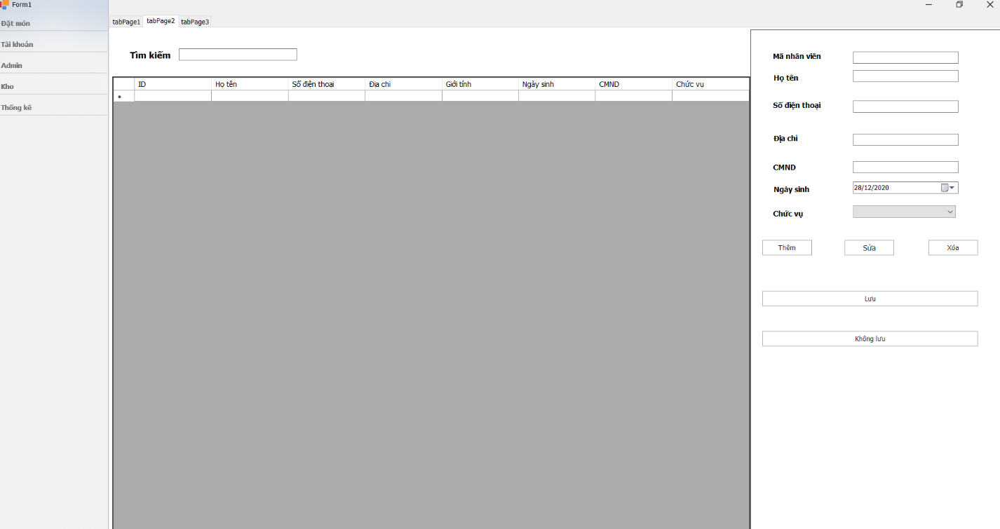 Form1
Đặt món
Tài khoản
Admin
Kho
Thống kê
tabPage1 tabPage2 tabPage3
Tìm kiếm
ID Họ tên Số điện thoại Địa chỉ Giới tính Ngày sinh CMND Chức vụ
*
Mã nhân viên
Họ tên
Số điện thoại
Địa chỉ
CMND
Ngày sinh 28/12/2020
Chức vụ
Thêm Sửa Xóa
Lưu
Không lưu